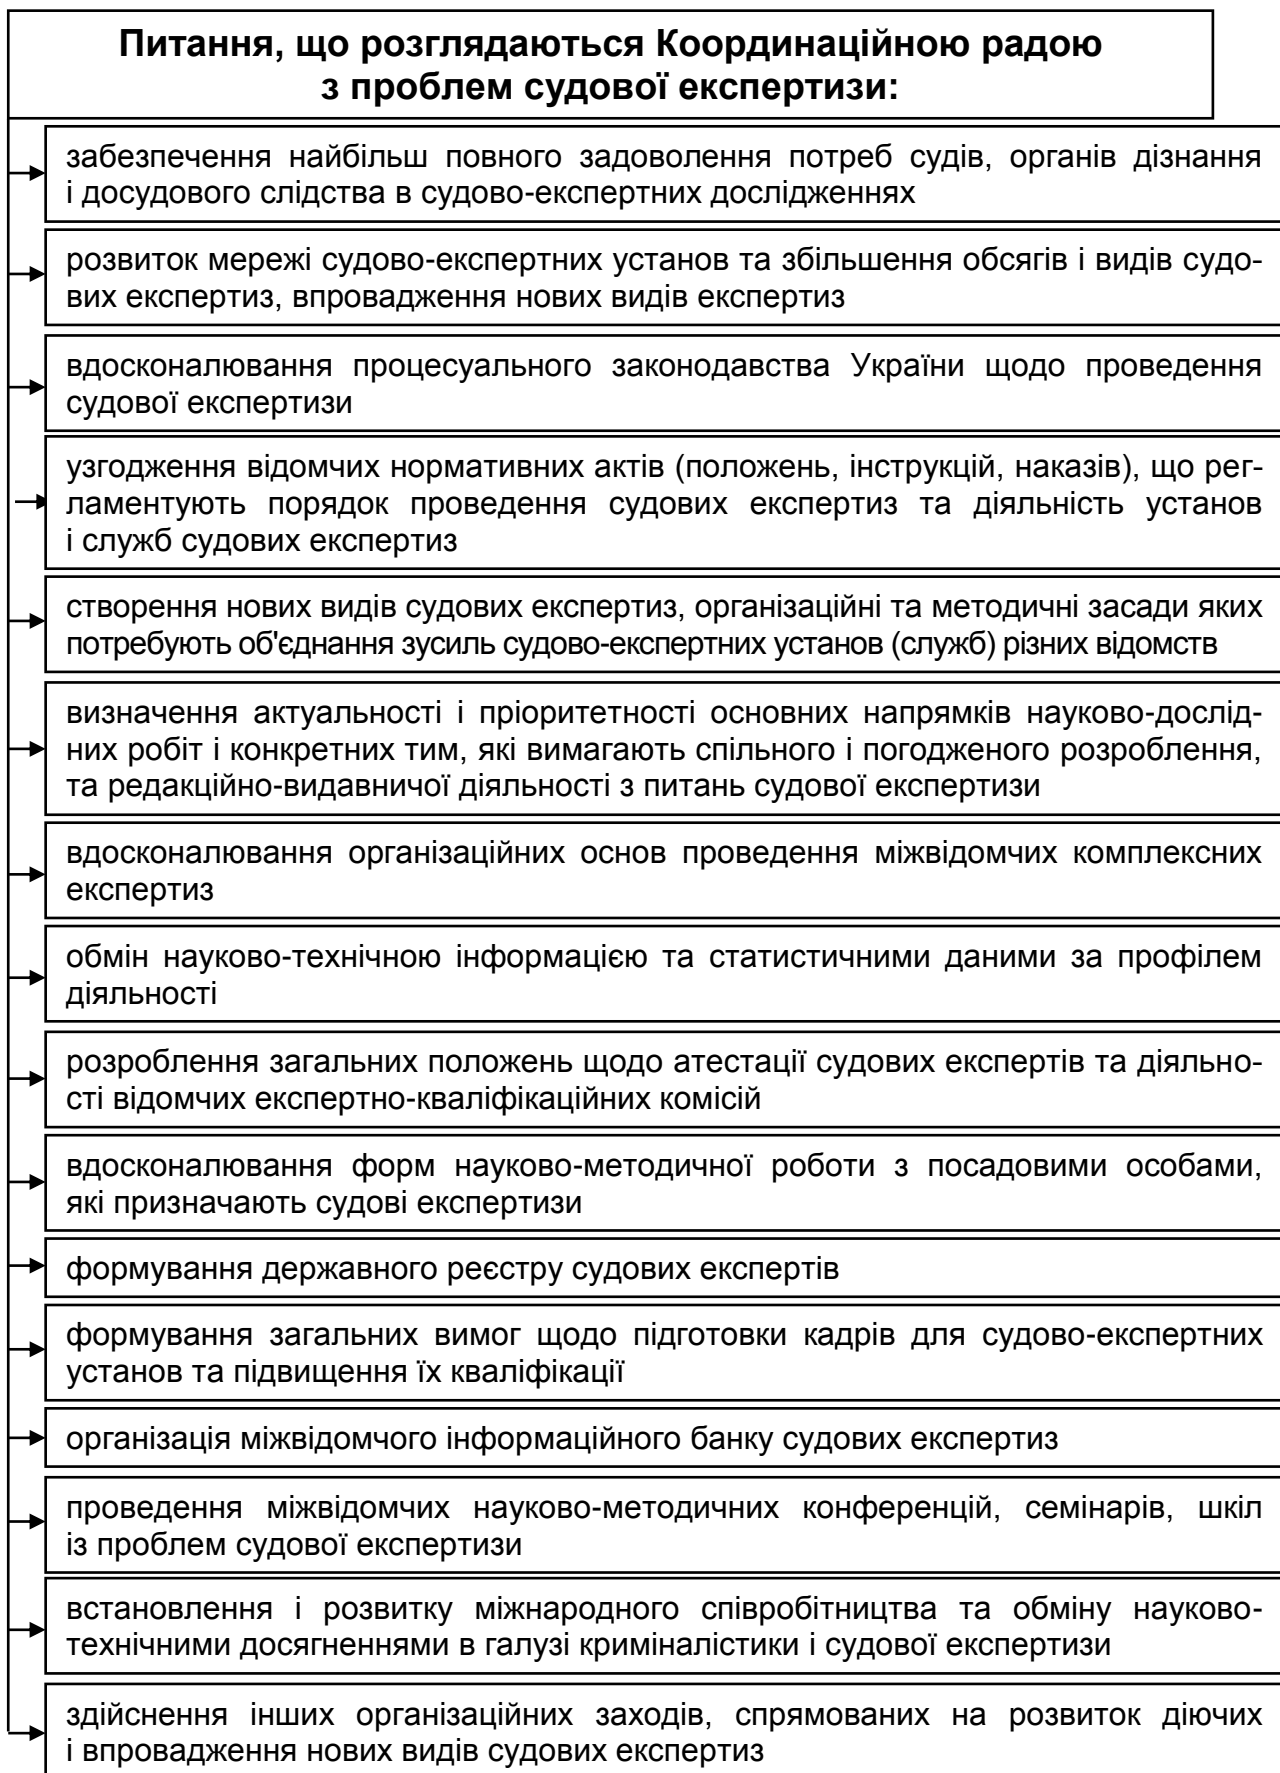 Питання, що розглядаються Координаційною радою
з проблем судової експертизи:
забезпечення найбільш повного задоволення потреб судів, органів дізнання
і досудового слідства в судово-експертних дослідженнях
розвиток мережі судово-експертних установ та збільшення обсягів і видів судо-
вих експертиз, впровадження нових видів експертиз
вдосконалювання процесуального законодавства України щодо проведення
судової експертизи
узгодження відомчих нормативних актів (положень, інструкцій, наказів), що рег-
ламентують порядок проведення судових експертиз та діяльність установ
і служб судових експертиз
створення нових видів судових експертиз, організаційні та методичні засади яких
потребують об'єднання зусиль судово-експертних установ (служб) різних відомств
визначення актуальності і пріоритетності основних напрямків науково-дослід-
них робіт і конкретних тим, які вимагають спільного і погодженого розроблення,
та редакційно-видавничої діяльності з питань судової експертизи
вдосконалювання організаційних основ проведення міжвідомчих комплексних
експертиз
обмін науково-технічною інформацією та статистичними даними за профілем
діяльності
розроблення загальних положень щодо атестації судових експертів та діяльно-
сті відомчих експертно-кваліфікаційних комісій
вдосконалювання форм науково-методичної роботи з посадовими особами,
які призначають судові експертизи
формування державного реєстру судових експертів
формування загальних вимог щодо підготовки кадрів для судово-експертних
установ та підвищення їх кваліфікації
організація міжвідомчого інформаційного банку судових експертиз
проведення міжвідомчих науково-методичних конференцій, семінарів, шкіл
із проблем судової експертизи
встановлення і розвитку міжнародного співробітництва та обміну науково-
технічними досягненнями в галузі криміналістики і судової експертизи
здійснення інших організаційних заходів, спрямованих на розвиток діючих
і впровадження нових видів судових експертиз